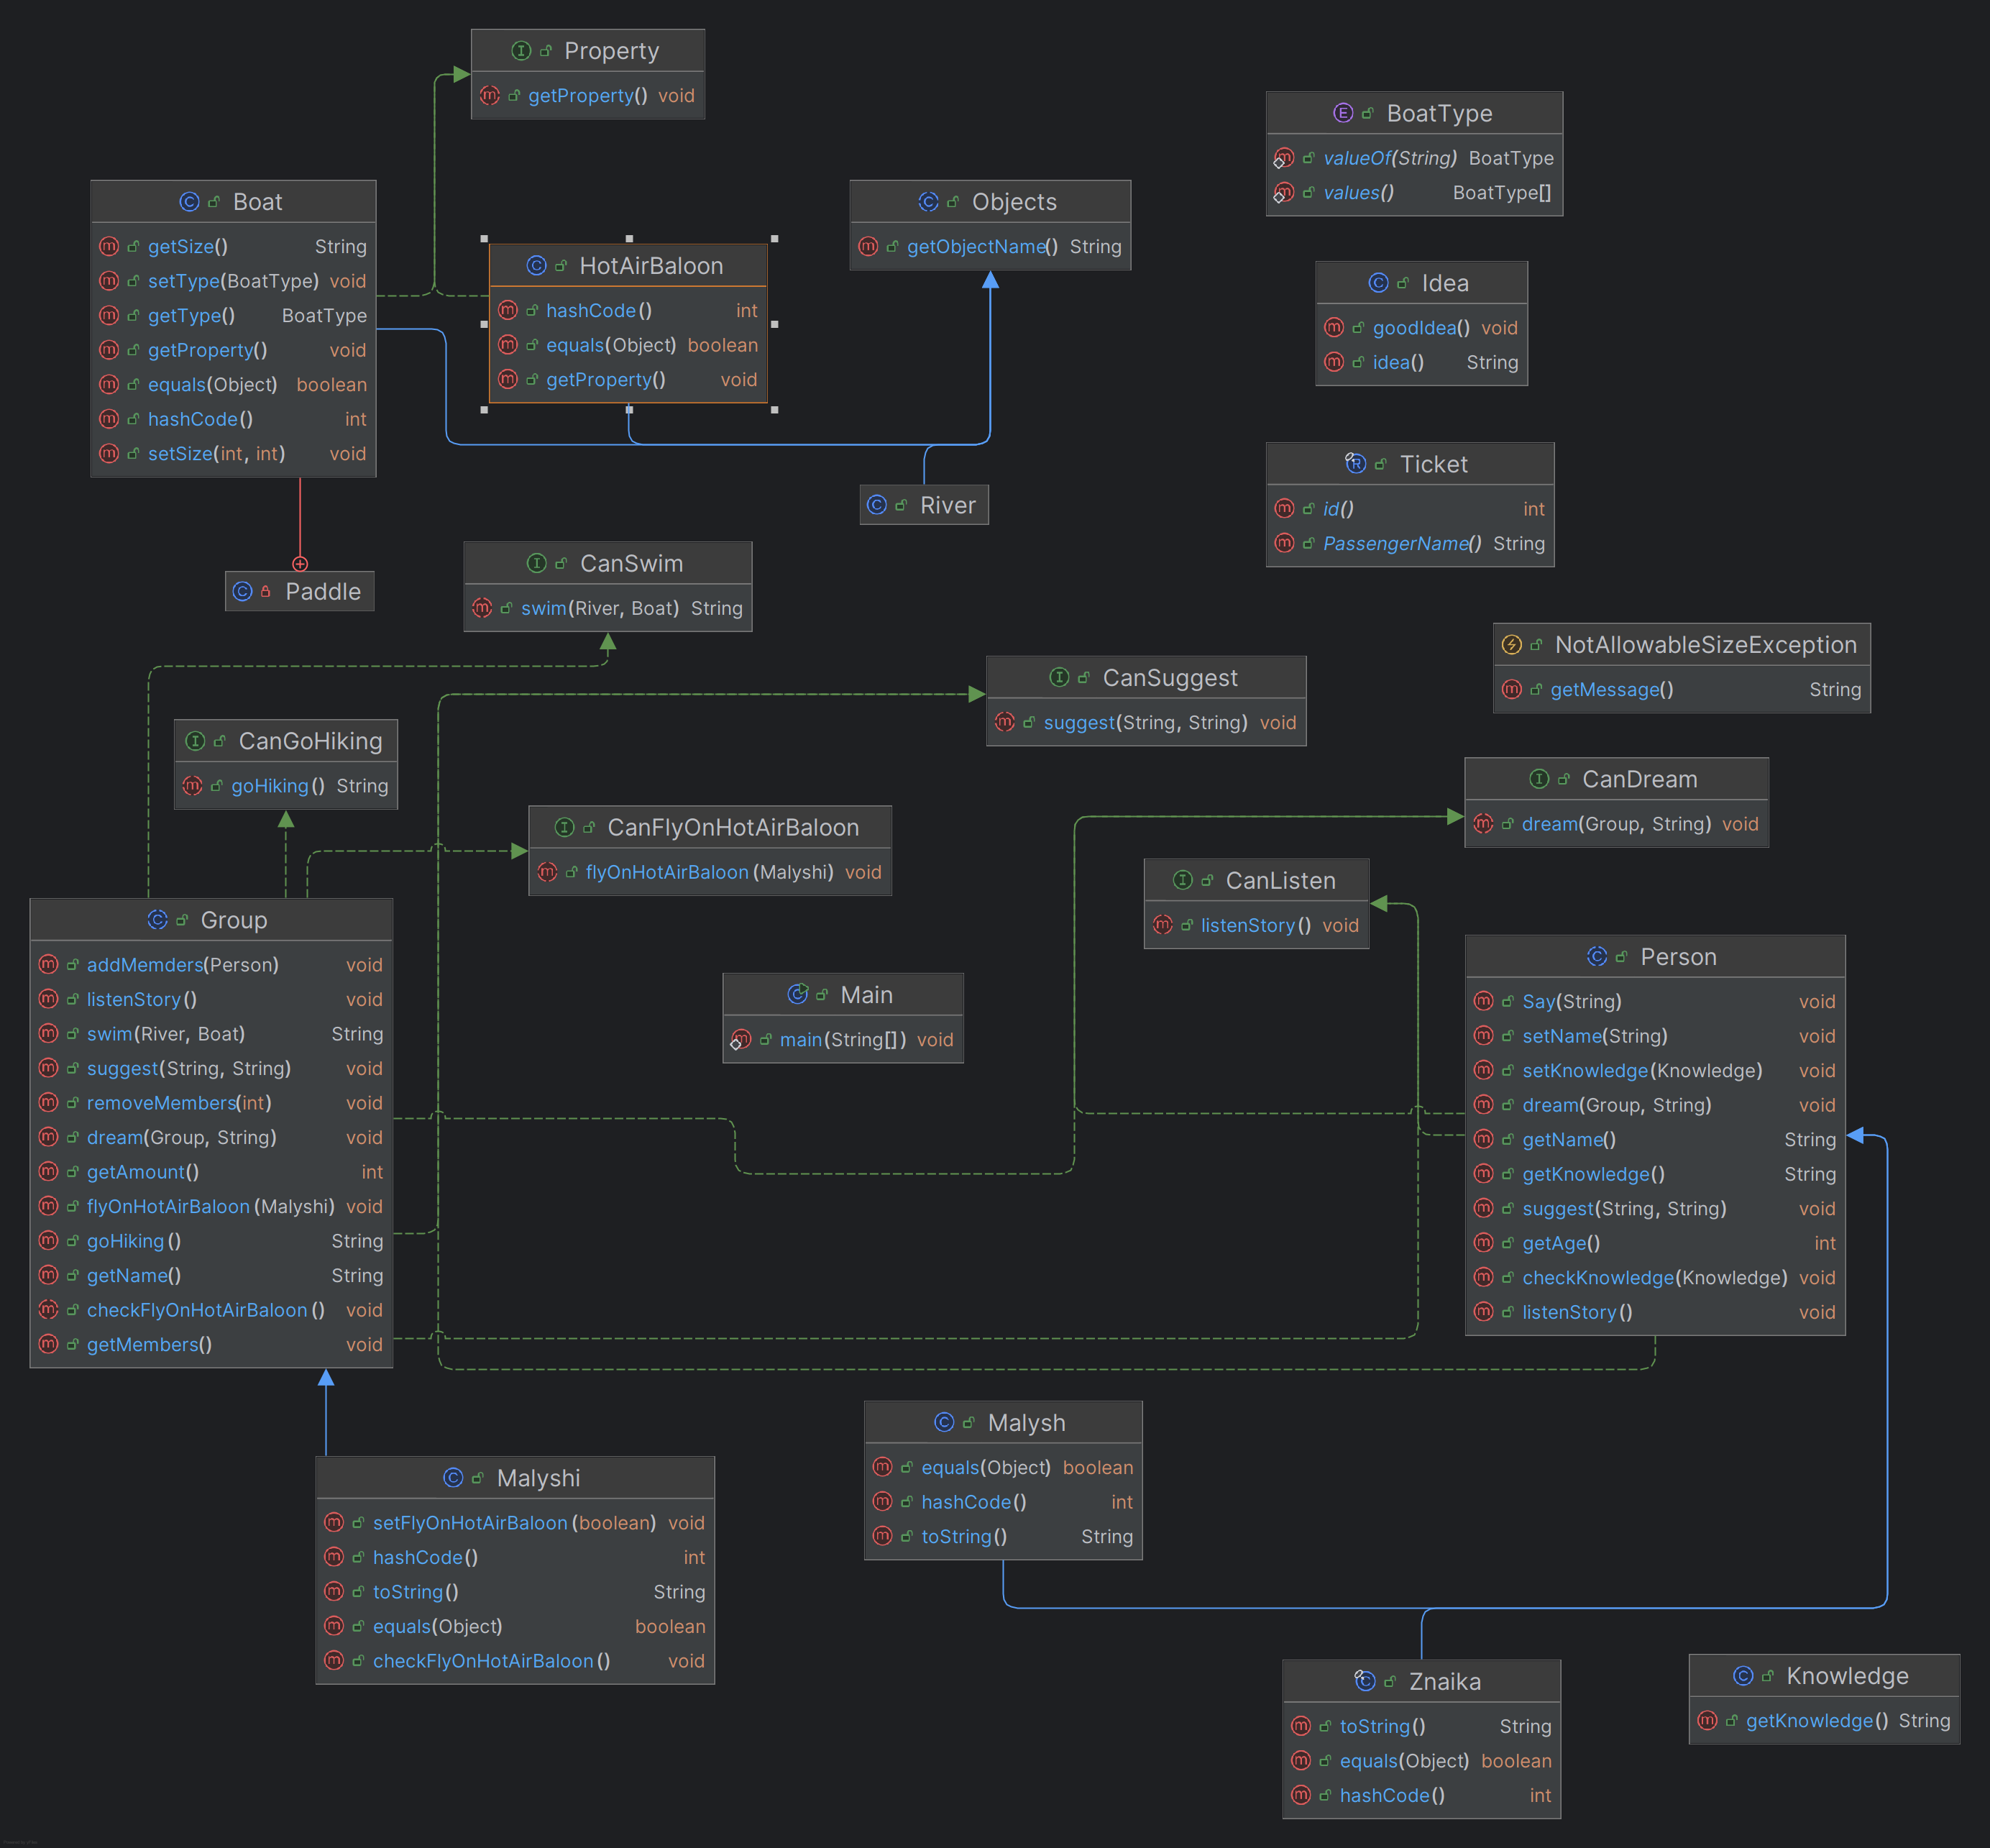 Property
getProperty() void
BoatType
valueOf(String) BoatType
values() BoatType[]
Boat
getSize() String
setType(BoatType) void
getType() BoatType
getProperty() void
equals(Object) boolean
hashCode() int
setSize(int, int) void
HotAirBaloon
hashCode() int
equals(Object) boolean
getProperty() void
Objects
getObjectName() String
Idea
goodIdea() void
idea() String
River
Ticket
id() int
PassengerName() String
Paddle
CanSwim
swim(River, Boat) String
NotAllowableSizeException
getMessage() String
CanSuggest
suggest(String, String) void
CanGoHiking
goHiking() String
CanDream
dream(Group, String) void
CanFlyOnHotAirBaloon
flyOnHotAirBaloon(Malyshi) void
CanListen
listenStory() void
Group
addMemders(Person) void
listenStory() void
swim(River, Boat) String
suggest(String, String) void
removeMembers(int) void
dream(Group, String) void
getAmount() int
flyOnHotAirBaloon(Malyshi) void
goHiking() String
getName() String
checkFlyOnHotAirBaloon() void
getMembers() void
Main
main(String[]) void
Person
Say(String) void
setName(String) void
setKnowledge(Knowledge) void
dream(Group, String) void
getName() String
getKnowledge() String
suggest(String, String) void
getAge() int
checkKnowledge(Knowledge) void
listenStory() void
Malyshi
setFlyOnHotAirBaloon(boolean) void
hashCode() int
toString() String
equals(Object) boolean
checkFlyOnHotAirBaloon() void
Malysh
equals(Object) boolean
hashCode() int
toString() String
Znaika
toString() String
equals(Object) boolean
hashCode() int
Knowledge
getKnowledge() String